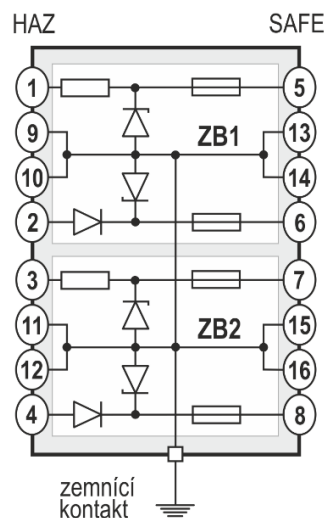 HAZ SAFE
1 5
9 ZB1 13
10 14
2 6
3 7
11 ZB2 15
12 16
4 8
zemnící
kontakt